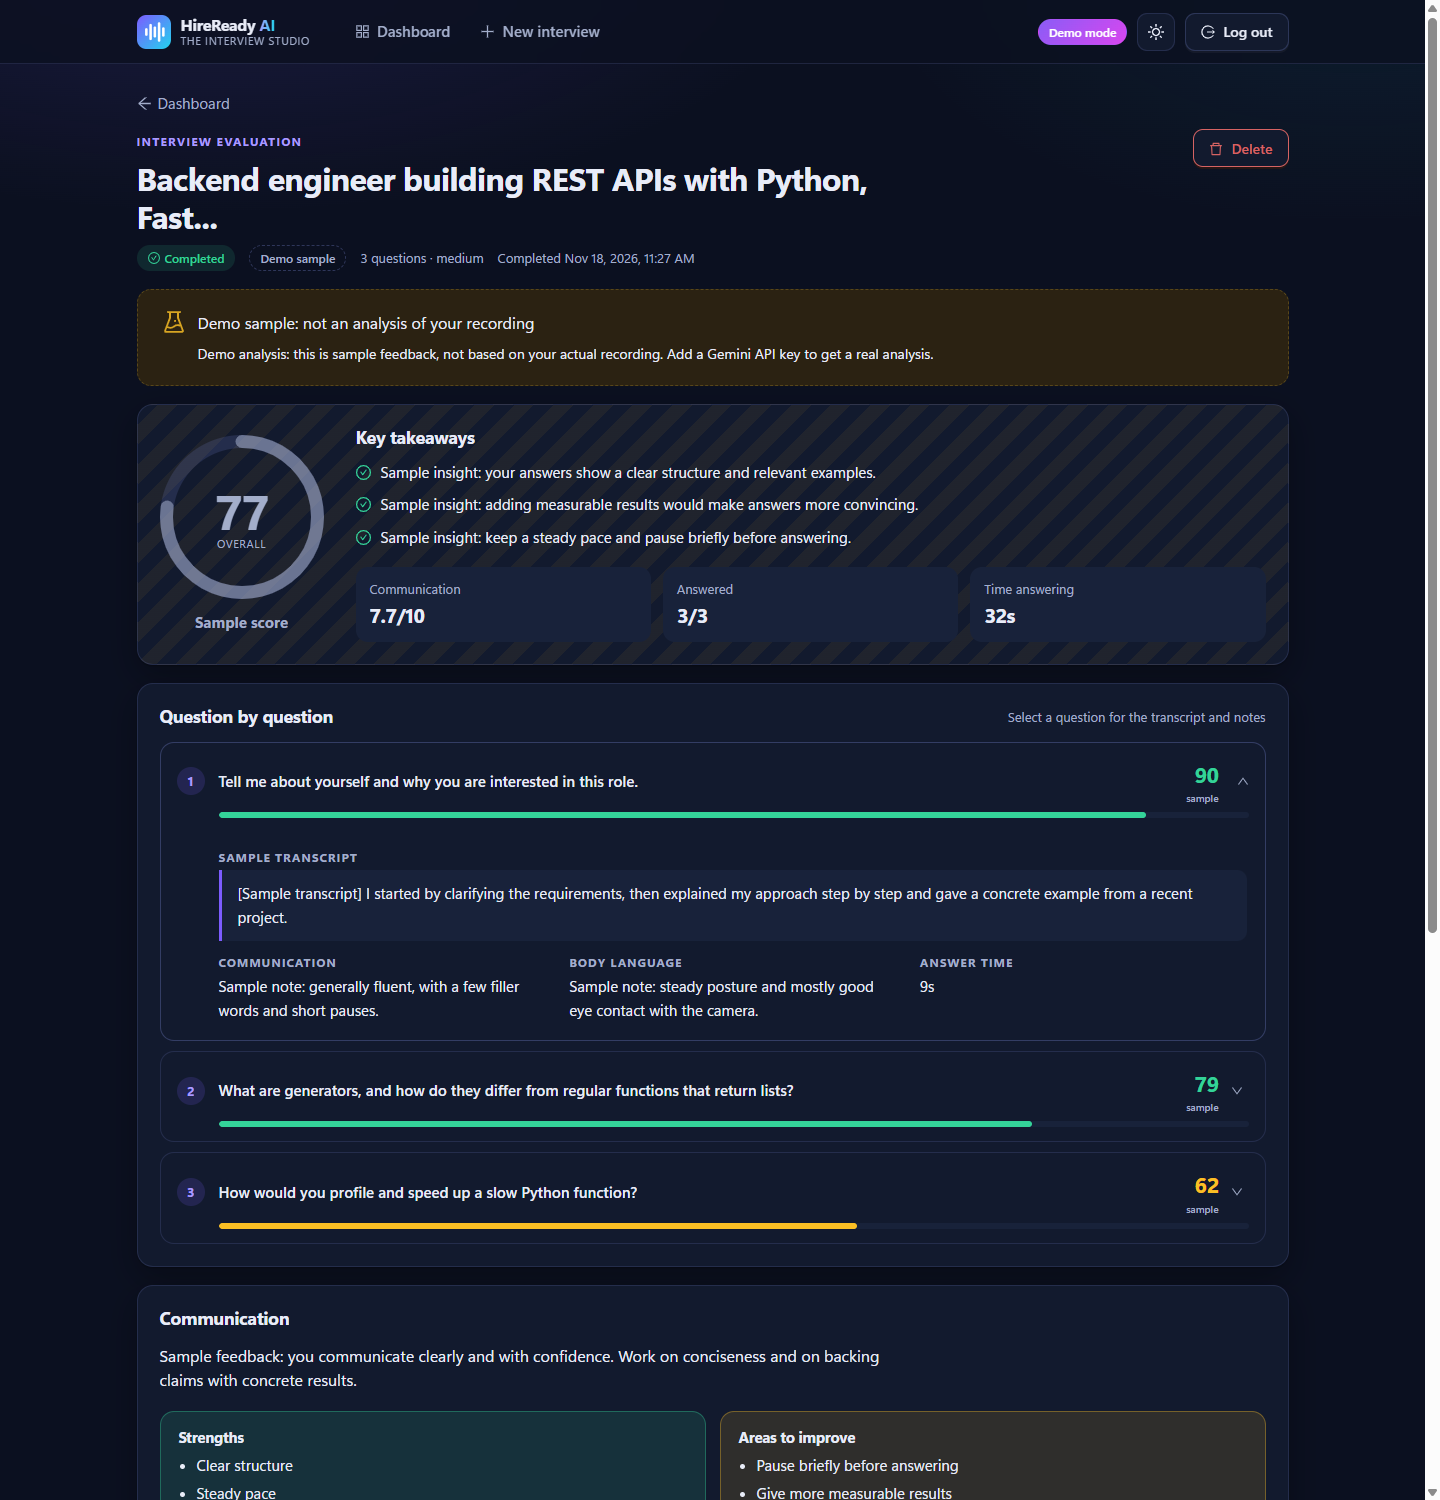 HireReady AI
THE INTERVIEW STUDIO
Dashboard
New interview
Demo mode
Log out
Dashboard
INTERVIEW EVALUATION
Delete
Backend engineer building REST APIs with Python,
Fast...
Completed
Demo sample
3 questions · medium
Completed Nov 18, 2026, 11:27 AM
Demo sample: not an analysis of your recording
Demo analysis: this is sample feedback, not based on your actual recording. Add a Gemini API key to get a real analysis.
77
OVERALL
Sample score
Key takeaways
Sample insight: your answers show a clear structure and relevant examples.
Sample insight: adding measurable results would make answers more convincing.
Sample insight: keep a steady pace and pause briefly before answering.
Communication
7.7/10
Answered
3/3
Time answering
32s
Question by question
Select a question for the transcript and notes
1
Tell me about yourself and why you are interested in this role.
90
sample
SAMPLE TRANSCRIPT
[Sample transcript] I started by clarifying the requirements, then explained my approach step by step and gave a concrete example from a recent
project.
COMMUNICATION
Sample note: generally fluent, with a few filler
words and short pauses.
BODY LANGUAGE
Sample note: steady posture and mostly good
eye contact with the camera.
ANSWER TIME
9s
2
What are generators, and how do they differ from regular functions that return lists?
79
sample
3
How would you profile and speed up a slow Python function?
62
sample
Communication
Sample feedback: you communicate clearly and with confidence. Work on conciseness and on backing
claims with concrete results.
Strengths
• Clear structure
• Steady pace
Areas to improve
• Pause briefly before answering
• Give more measurable results